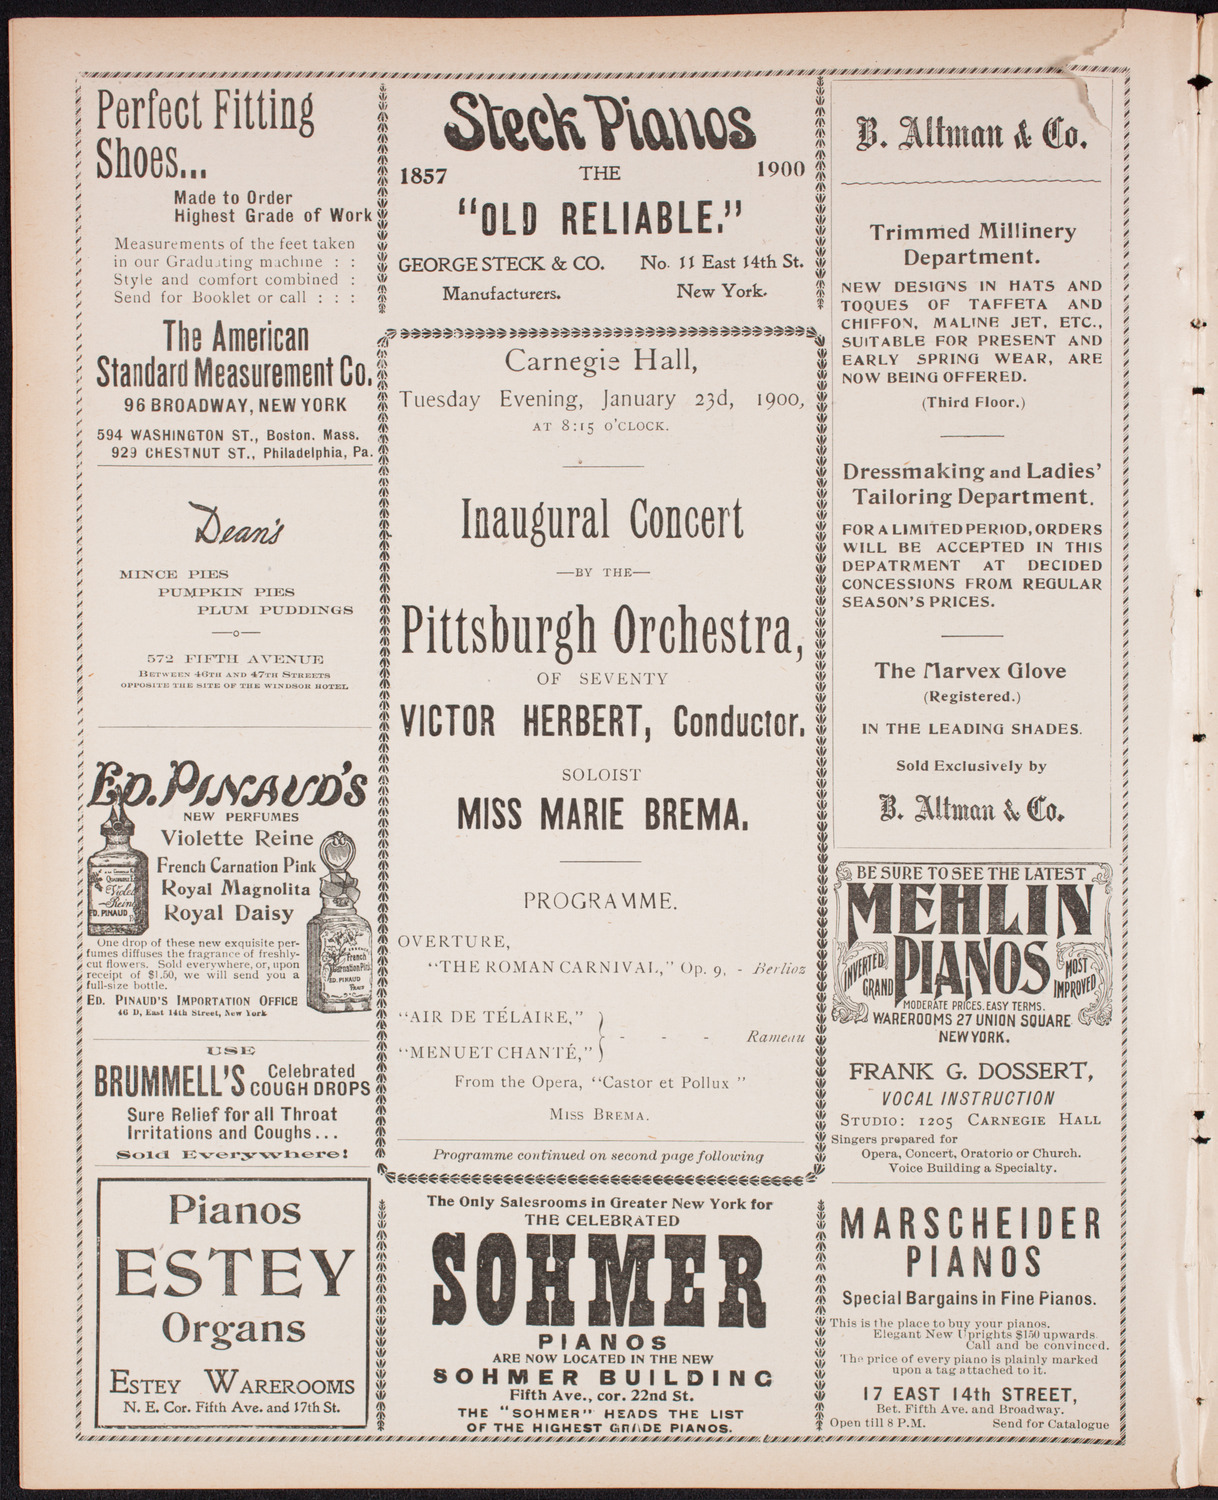 Perfect Fitting
Shoes...
Made to Order
Highest Grade of Work
Measurements of the feet taken
in our Graduating machine : :
Style and comfort combined :
Send for Booklet or call : : :
The American
Standard Measurement Co.
96 BROADWAY, NEW YORK
594 WASHINGTON ST., Boston. Mass.
929 CHESTNUT ST., Philadelphia, Pa.
Dean's
MINCE PIES
PUMPKIN PIES
PLUM PUDDINGS
—o—
572 FIFTH AVENUE
BETWEEN 46TH AND 47TH STREETS
OPPOSITE THE SITE OF THE WINDSOR HOTEL
ED. PINAUD'S
NEW PERFUMES
Violette Reine
French Carnation Pink
Royal Magnolita
Royal Daisy
One drop of these new exquisite per-
fumes diffuses the fragrance of freshly-
cut flowers. Sold everywhere, or, upon
receipt of $1.50, we will send you a
full-size bottle.
ED. PINAUD'S IMPORTATION OFFICE
46 D, East 14th Street, New York
USE
BRUMMELL'S Celebrated
COUGH DROPS
Sure Relief for all Throat
Irritations and Coughs...
Sold Everywhere!
Pianos
ESTEY
Organs
ESTEY WAREROOMS
N. E. Cor. Fifth Ave. and 17th St.
Steck Pianos
1857 THE 1900
"OLD RELIABLE."
GEORGE STECK & CO. No. 11 East 14th St.
Manufacturers. New York.
Carnegie Hall,
Tuesday Evening, January 23d, 1900,
AT 8:15 O'CLOCK.
Inaugural Concert
—BY THE—
Pittsburgh Orchestra,
OF SEVENTY
VICTOR HERBERT, Conductor.
SOLOIST
MISS MARIE BREMA.
PROGRAMME.
OVERTURE,
"THE ROMAN CARNIVAL," Op. 9, - Berlioz
"AIR DE TÉLAIRE,"
- - - Rameau
"MENUET CHANTÉ,"
From the Opera, "Castor et Pollux "
MISS BREMA.
Programme continued on second page following
The Only Salesrooms in Greater New York for
THE CELEBRATED
SOHMER
PIANOS
ARE NOW LOCATED IN THE NEW
SOHMER BUILDING
Fifth Ave., cor. 22nd St.
THE "SOHMER" HEADS THE LIST
OF THE HIGHEST GRADE PIANOS.
B. Altman & Co.
Trimmed Millinery
Department.
NEW DESIGNS IN HATS AND
TOQUES OF TAFFETA AND
CHIFFON, MALINE JET, ETC.,
SUITABLE FOR PRESENT AND
EARLY SPRING WEAR, ARE
NOW BEING OFFERED.
(Third Floor.)
Dressmaking and Ladies'
Tailoring Department.
FOR A LIMITED PERIOD, ORDERS
WILL BE ACCEPTED IN THIS
DEPATRMENT AT DECIDED
CONCESSIONS FROM REGULAR
SEASON'S PRICES.
The Marvex Glove
(Registered.)
IN THE LEADING SHADES.
Sold Exclusively by
B. Altman & Co.
BE SURE TO SEE THE LATEST
MEHLIN
INVERTED GRAND PIANOS MOST IMPROVED
MODERATE PRICES. EASY TERMS.
WAREROOMS 27 UNION SQUARE
NEW YORK.
FRANK G. DOSSERT,
VOCAL INSTRUCTION
STUDIO: 1205 CARNEGIE HALL
Singers prepared for
Opera, Concert, Oratorio or Church.
Voice Building a Specialty.
MARSCHEIDER
PIANOS
Special Bargains in Fine Pianos.
This is the place to buy your pianos.
Elegant New Uprights $150 upwards
Call and be convinced.
The price of every piano is plainly marked
upon a tag attached to it.
17 EAST 14th STREET,
Bet. Fifth Ave. and Broadway.
Open till 8 P.M. Send for Catalogue